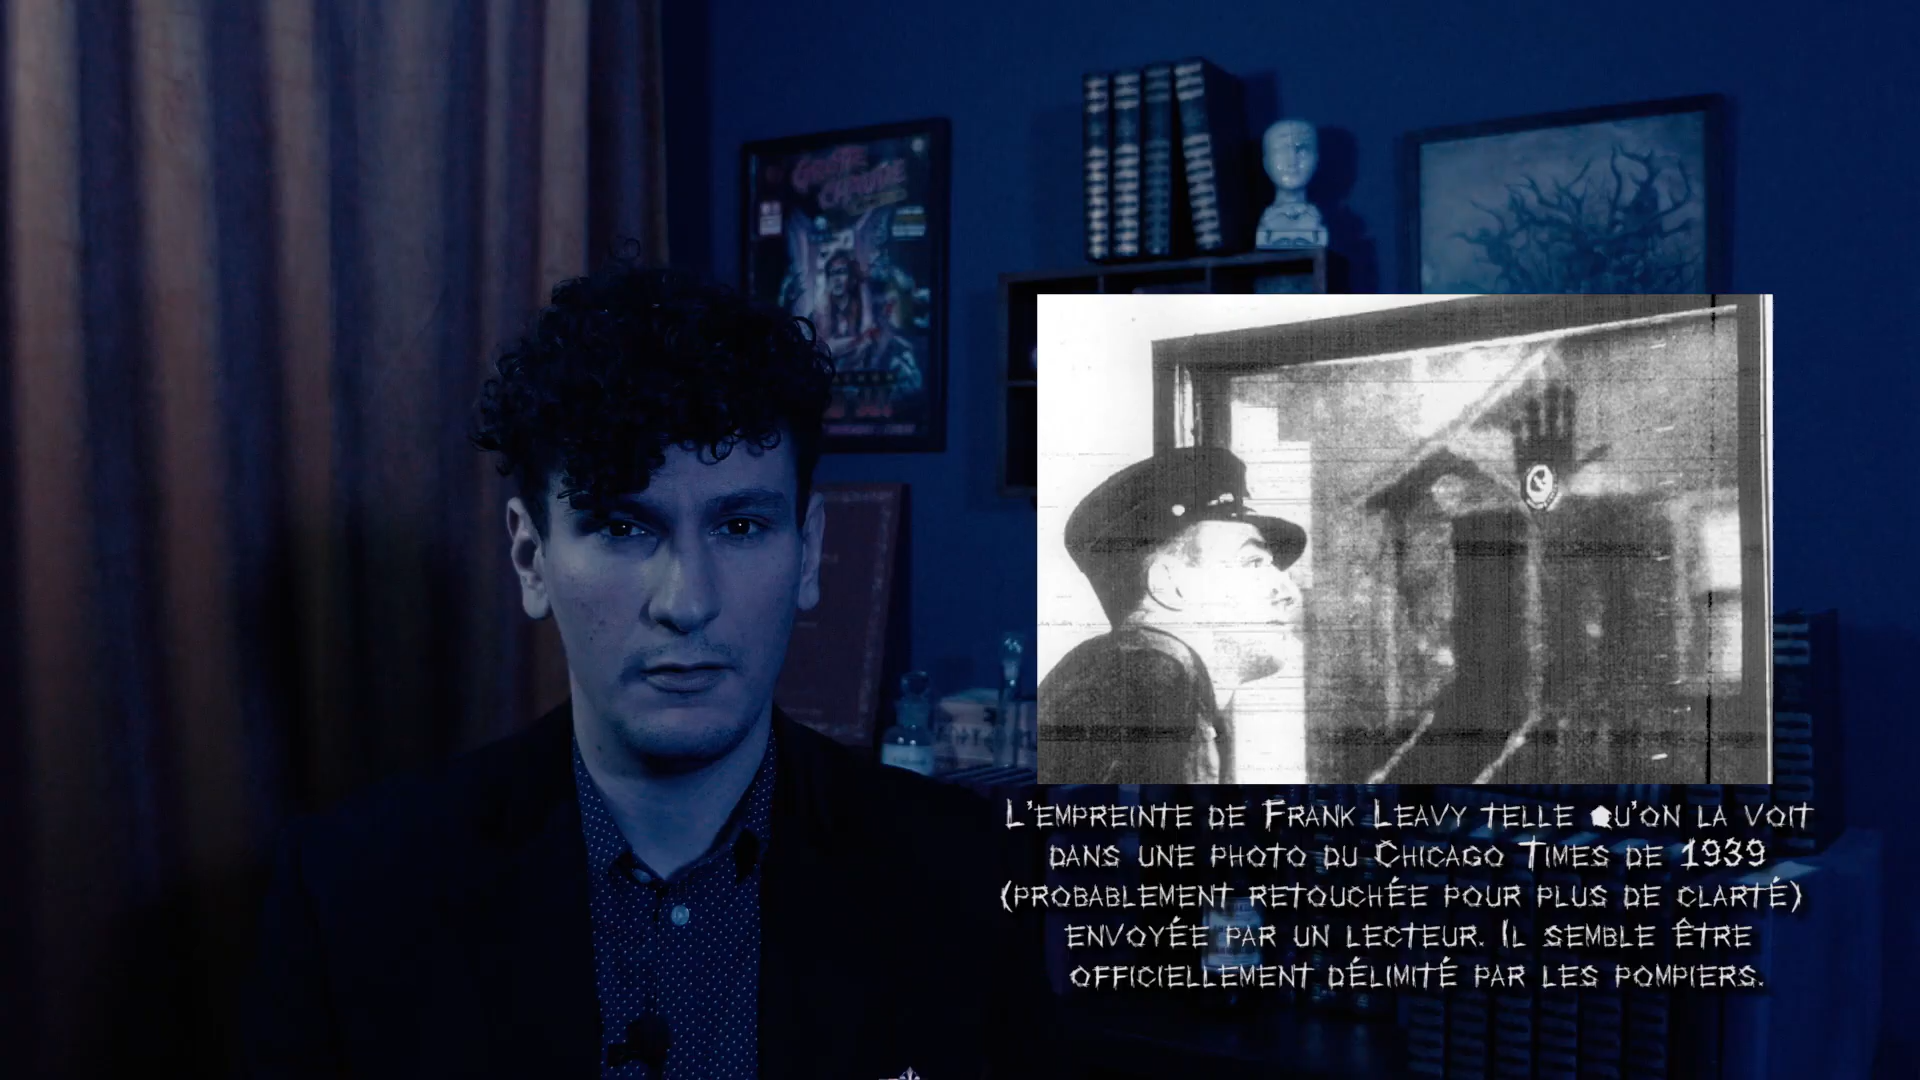 L'empreinte de Frank Leavy telle qu'on la voit
dans une photo du Chicago Times de 1939
(probablement retouchée pour plus de clarté)
envoyée par un lecteur. Il semble être
officiellement délimité par les pompiers.